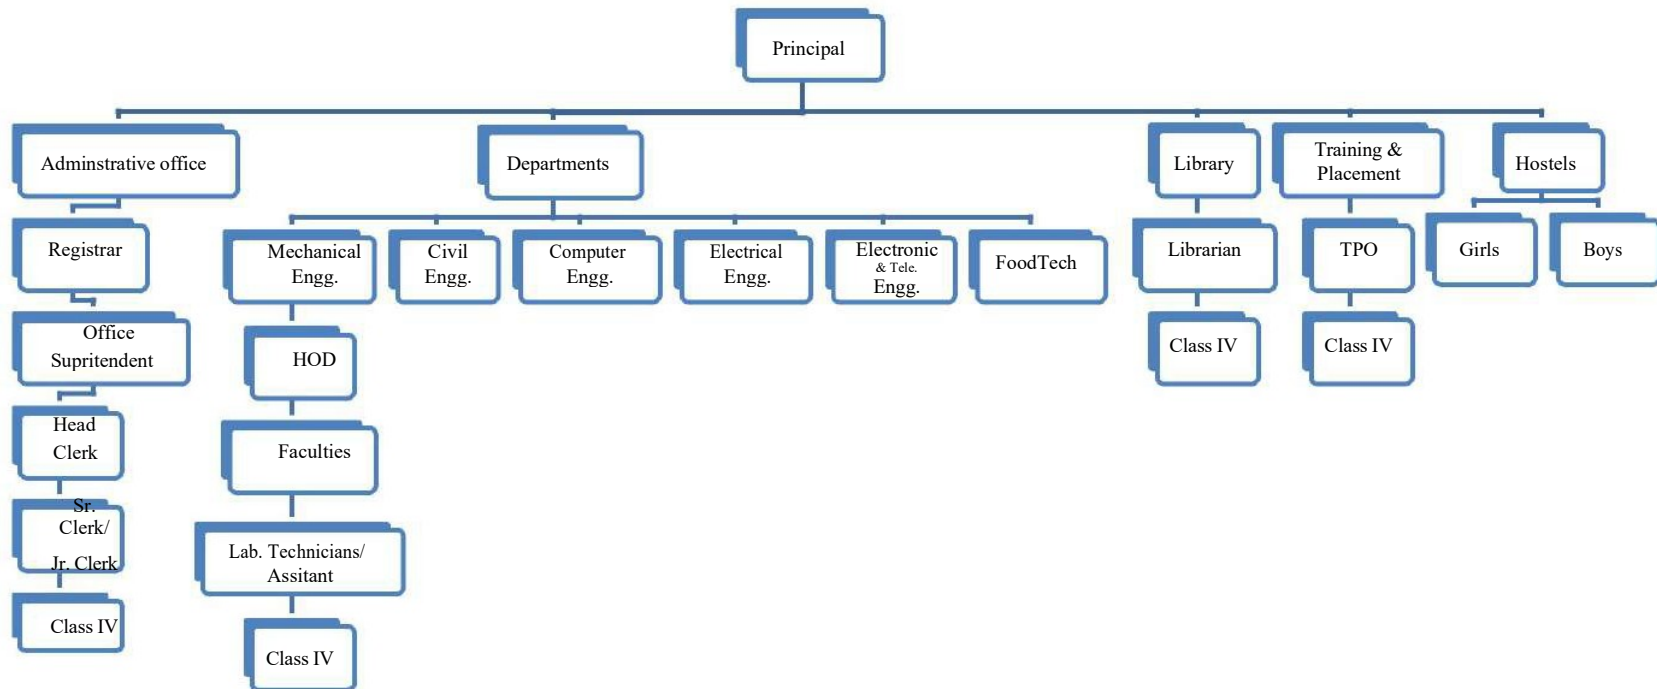 Principal
Adminstrative office
Departments
Library
Training &
Placement
Hostels
Registrar
Mechanical
Engg.
Civil
Engg.
Computer
Engg.
Electrical
Engg.
Electronic
& Tele.
Engg.
FoodTech
Librarian
TPO
Girls
Boys
Office
Supritendent
HOD
Class IV
Class IV
Head
Clerk
Faculties
Sr.
Clerk/
Jr. Clerk
Lab. Technicians/
Assitant
Class IV
Class IV